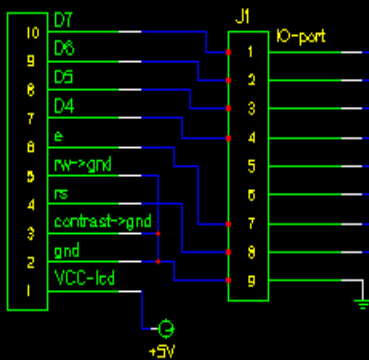 J1
IO-port
10 D7
9 D6
8 D5
7 D4
6 e
5 rw->gnd
4 rs
3 contrast->gnd
2 gnd
1 VCC-lcd
1
2
3
4
5
6
7
8
9
+5V